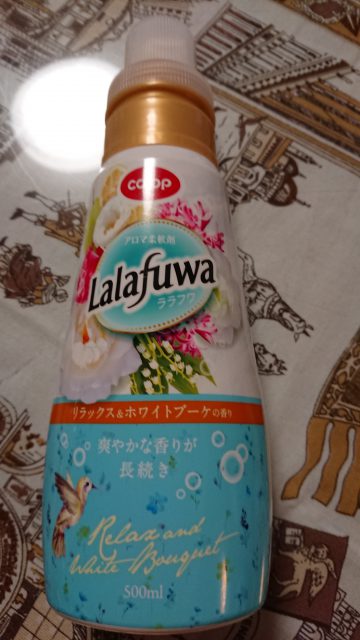 CO·OP
アロマ柔軟剤
Lalafuwa
ララフワ
リラックス&ホワイトブーケの香り
爽やかな香りが
長続き
Relax and
White Bouquet
500ml